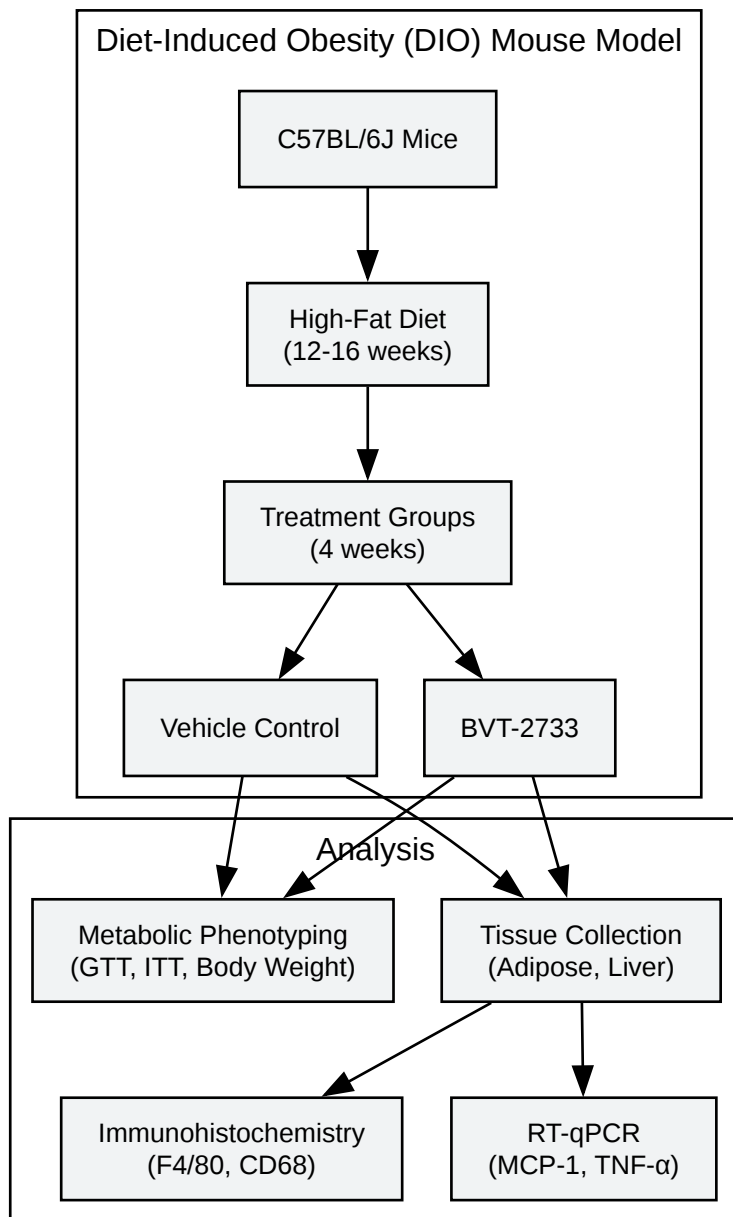 Diet-Induced Obesity (DIO) Mouse Model
C57BL/6J Mice
High-Fat Diet
(12-16 weeks)
Treatment Groups
(4 weeks)
Vehicle Control
BVT-2733
Analysis
Metabolic Phenotyping
(GTT, ITT, Body Weight)
Tissue Collection
(Adipose, Liver)
Immunohistochemistry
(F4/80, CD68)
RT-qPCR
(MCP-1, TNF-α)